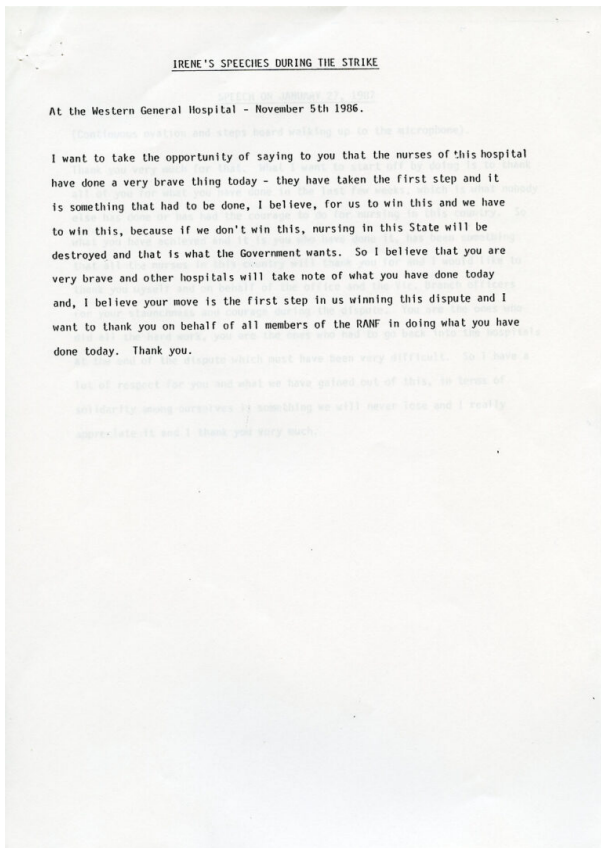 IRENE'S SPEECHES DURING THE STRIKE
At the Western General Hospital - November 5th 1986.
I want to take the opportunity of saying to you that the nurses of this hospital
have done a very brave thing today - they have taken the first step and it
is something that had to be done, I believe, for us to win this and we have
to win this, because if we don't win this, nursing in this State will be
destroyed and that is what the Government wants.  So I believe that you are
very brave and other hospitals will take note of what you have done today
and, I believe your move is the first step in us winning this dispute and I
want to thank you on behalf of all members of the RANF in doing what you have
done today.  Thank you.